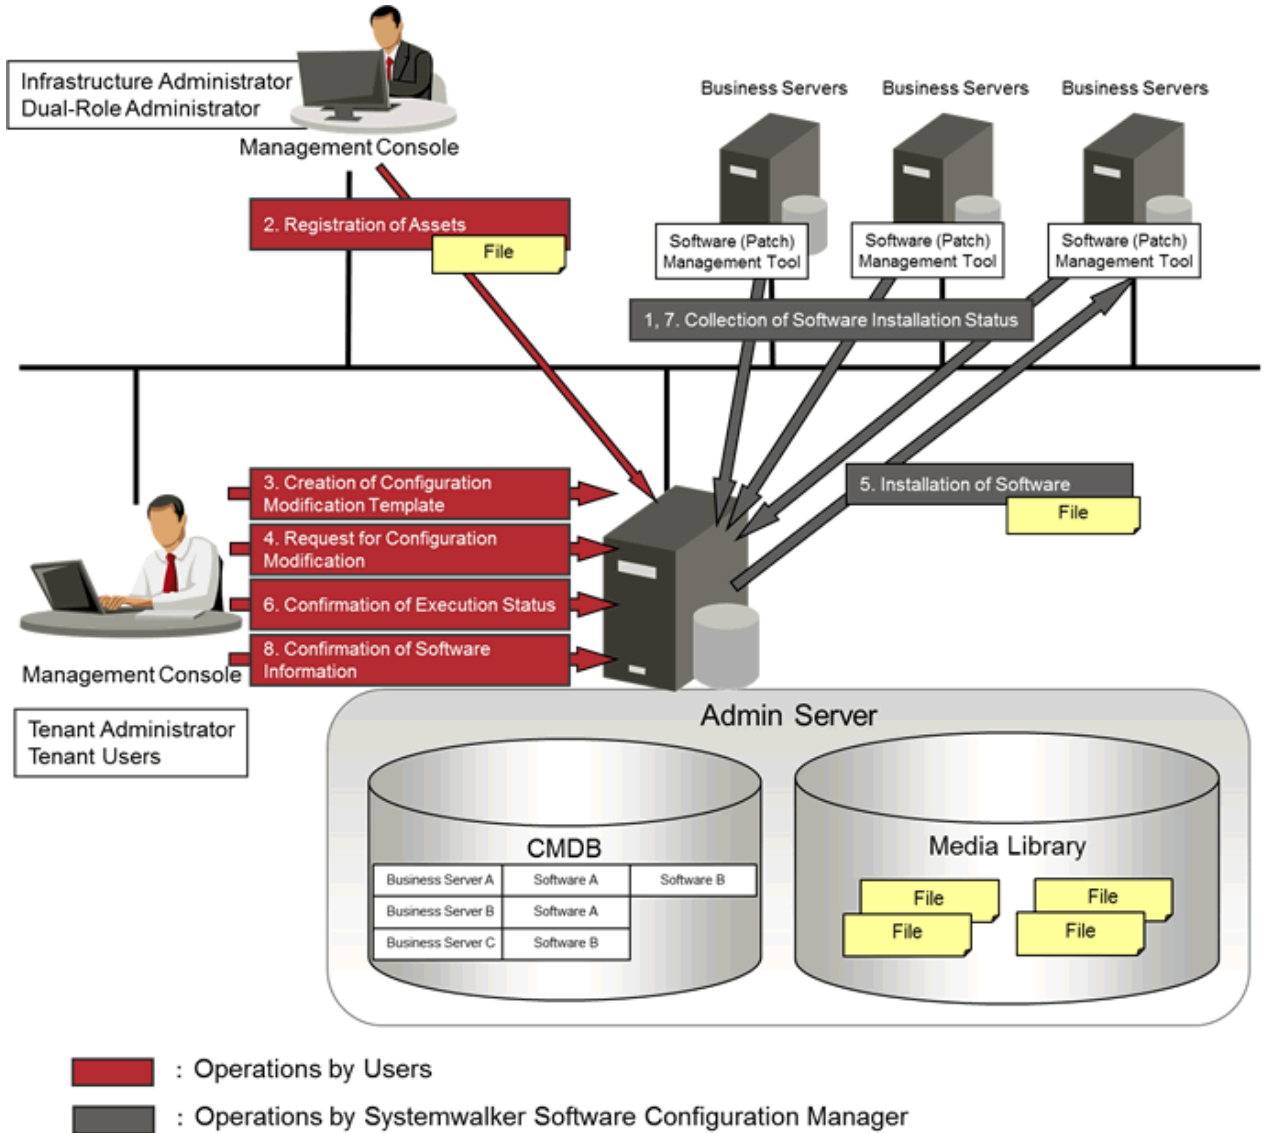 Infrastructure Administrator
Dual-Role Administrator
Management Console
Business Servers
Business Servers
Business Servers
2. Registration of Assets
File
Software (Patch)
Management Tool
Software (Patch)
Management Tool
Software (Patch)
Management Tool
1, 7. Collection of Software Installation Status
3. Creation of Configuration
Modification Template
4. Request for Configuration
Modification
6. Confirmation of Execution Status
8. Confirmation of Software
Information
5. Installation of Software
File
Management Console
Tenant Administrator
Tenant Users
Admin Server
CMDB
Business Server A Software A Software B
Business Server B Software A
Business Server C Software B
Media Library
File
File
File
File
: Operations by Users
: Operations by Systemwalker Software Configuration Manager